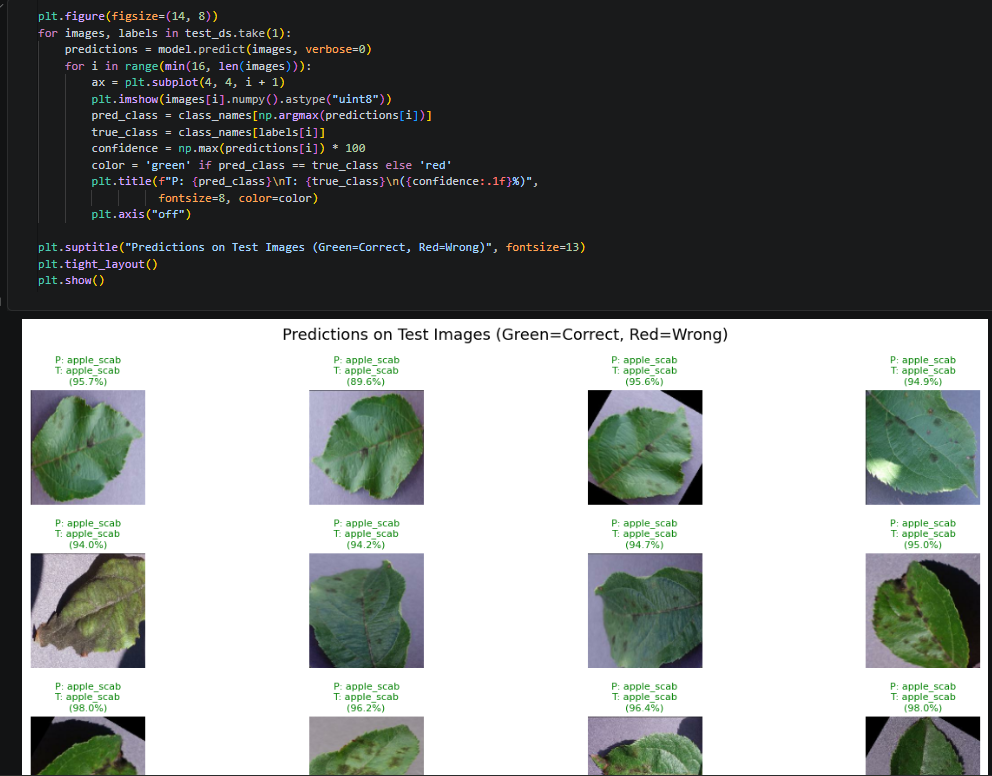 plt.figure(figsize=(14, 8))
for images, labels in test_ds.take(1):
    predictions = model.predict(images, verbose=0)
    for i in range(min(16, len(images))):
        ax = plt.subplot(4, 4, i + 1)
        plt.imshow(images[i].numpy().astype("uint8"))
        pred_class = class_names[np.argmax(predictions[i])]
        true_class = class_names[labels[i]]
        confidence = np.max(predictions[i]) * 100
        color = 'green' if pred_class == true_class else 'red'
        plt.title(f"P: {pred_class}\nT: {true_class}\n({confidence:.1f}%)",
                  fontsize=8, color=color)
        plt.axis("off")
plt.suptitle("Predictions on Test Images (Green=Correct, Red=Wrong)", fontsize=13)
plt.tight_layout()
plt.show()
Predictions on Test Images (Green=Correct, Red=Wrong)
P: apple_scab
T: apple_scab
(95.7%)
P: apple_scab
T: apple_scab
(89.6%)
P: apple_scab
T: apple_scab
(95.6%)
P: apple_scab
T: apple_scab
(94.9%)
P: apple_scab
T: apple_scab
(94.0%)
P: apple_scab
T: apple_scab
(94.2%)
P: apple_scab
T: apple_scab
(94.7%)
P: apple_scab
T: apple_scab
(95.0%)
P: apple_scab
T: apple_scab
(98.0%)
P: apple_scab
T: apple_scab
(96.2%)
P: apple_scab
T: apple_scab
(96.4%)
P: apple_scab
T: apple_scab
(98.0%)